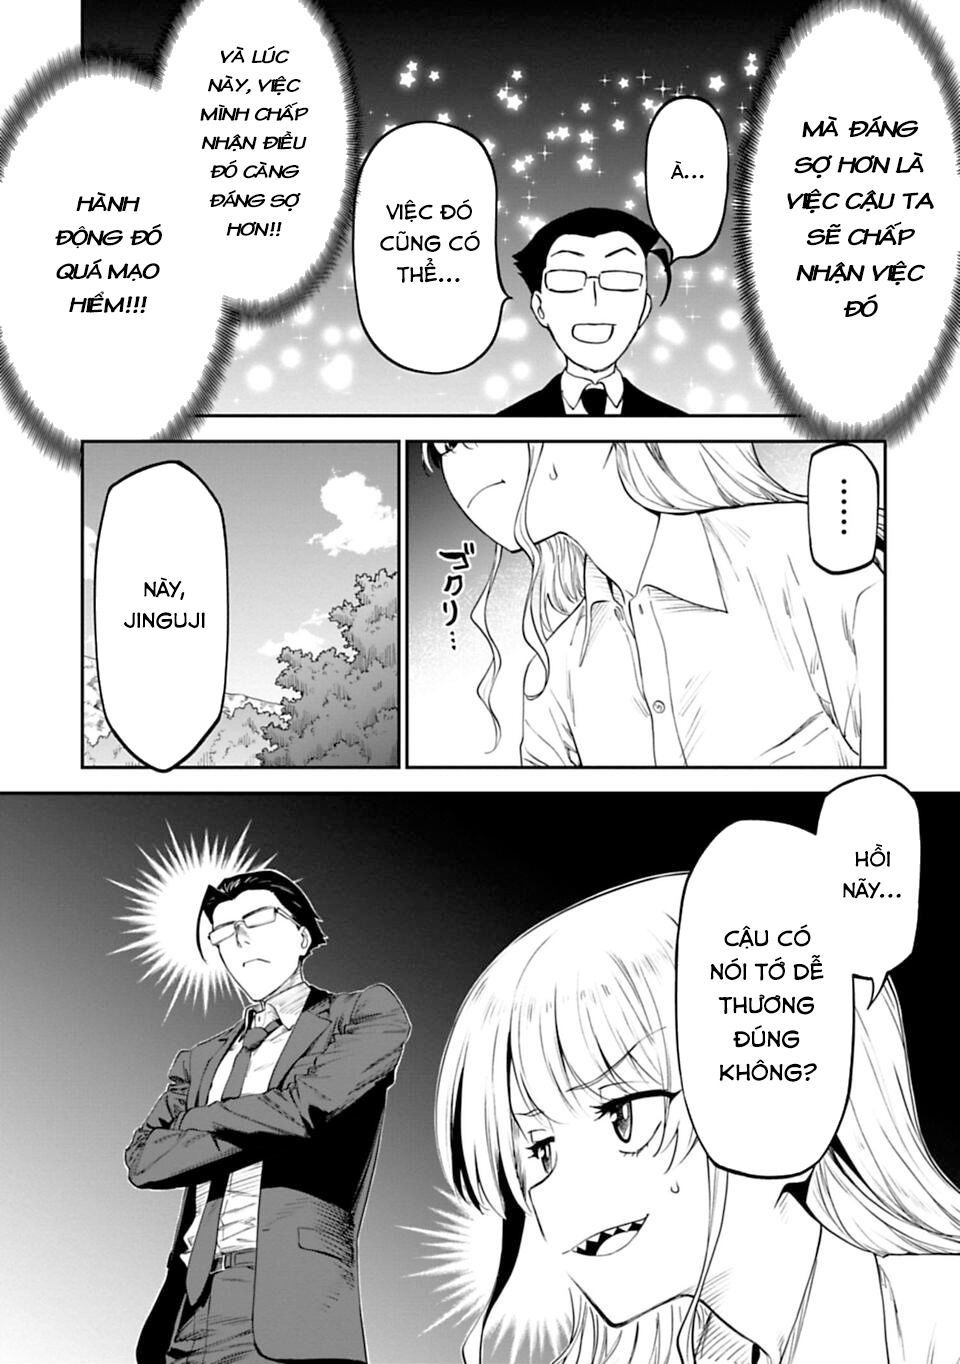 MÀ ĐÁNG
SỢ HƠN LÀ
VIỆC CẬU TA
SẼ CHẤP
NHẬN VIỆC
ĐÓ
À...
VIỆC ĐÓ
CŨNG CÓ
THỂ...
VÀ LÚC
NÀY, VIỆC
MÌNH CHẤP
NHẬN ĐIỀU
ĐÓ CÀNG
ĐÁNG SỢ
HƠN!!
HÀNH
ĐỘNG ĐÓ
QUÁ MẠO
HIỂM!!!
......
ゴクリ...
NÀY,
JINGUJI
HỒI
NÃY...
CẬU CÓ
NÓI TỚ DỄ
THƯƠNG
ĐÚNG
KHÔNG?